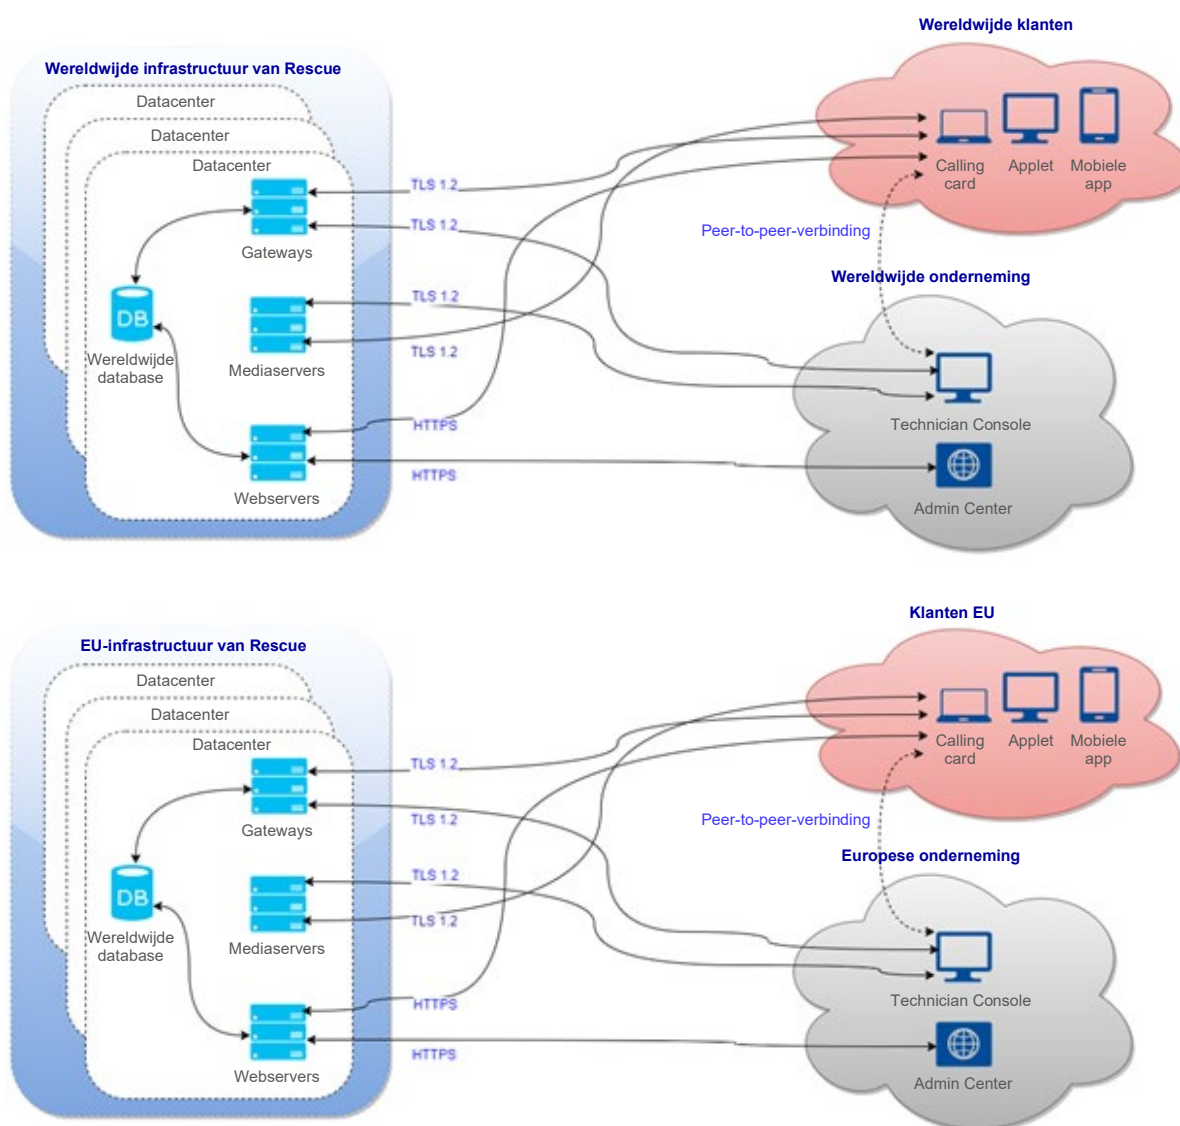 Wereldwijde klanten
Wereldwijde infrastructuur van Rescue
Datacenter
Datacenter
Datacenter
Gateways
DB
Wereldwijde
database
Mediaservers
Webservers
TLS 1.2
TLS 1.2
TLS 1.2
TLS 1.2
HTTPS
HTTPS
Calling
card
Applet
Mobiele
app
Peer-to-peer-verbinding
Wereldwijde onderneming
Technician Console
Admin Center
Klanten EU
EU-infrastructuur van Rescue
Datacenter
Datacenter
Datacenter
Gateways
DB
Wereldwijde
database
Mediaservers
Webservers
TLS 1.2
TLS 1.2
TLS 1.2
TLS 1.2
HTTPS
HTTPS
Calling
card
Applet
Mobiele
app
Peer-to-peer-verbinding
Europese onderneming
Technician Console
Admin Center